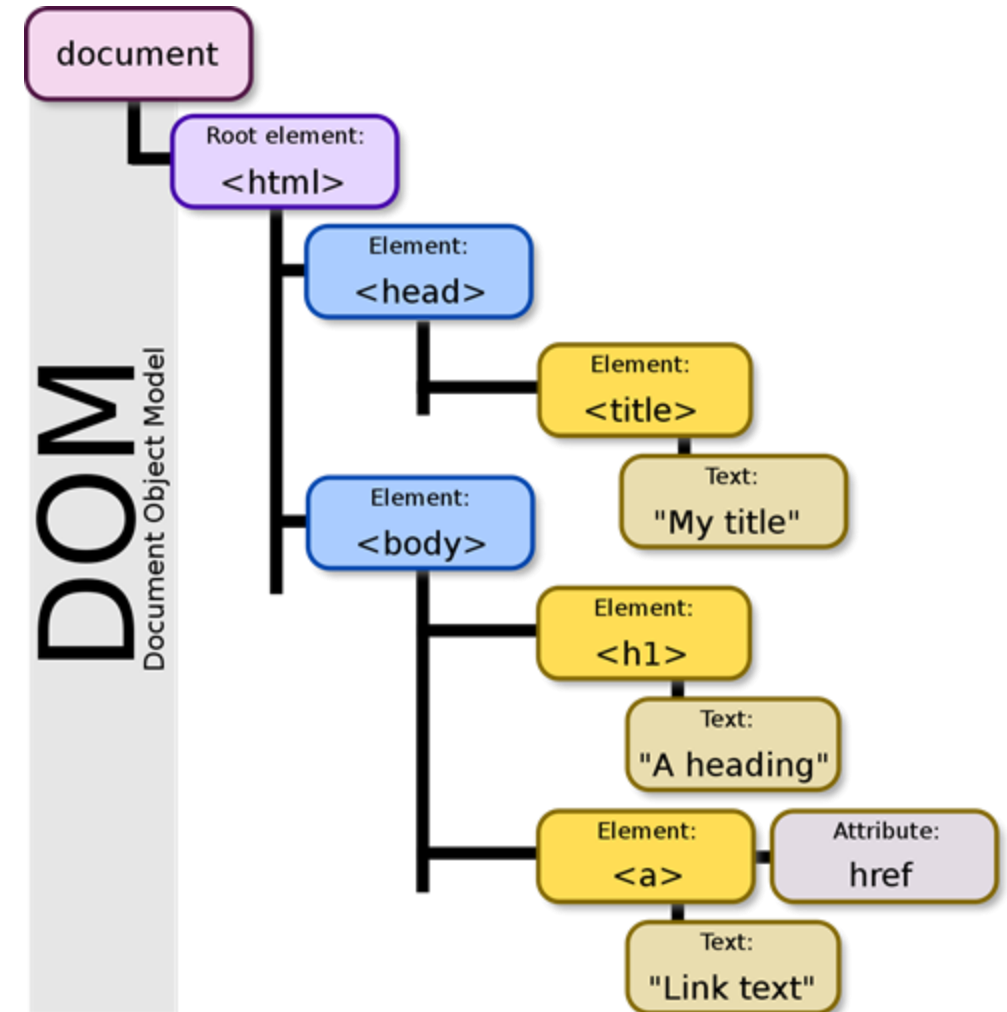 document
Root element:
<html>
Element:
<head>
Element:
<title>
Text:
"My title"
Element:
<body>
Element:
<h1>
Text:
"A heading"
Element:
<a>
Attribute:
href
Text:
"Link text"
DOM
Document Object Model